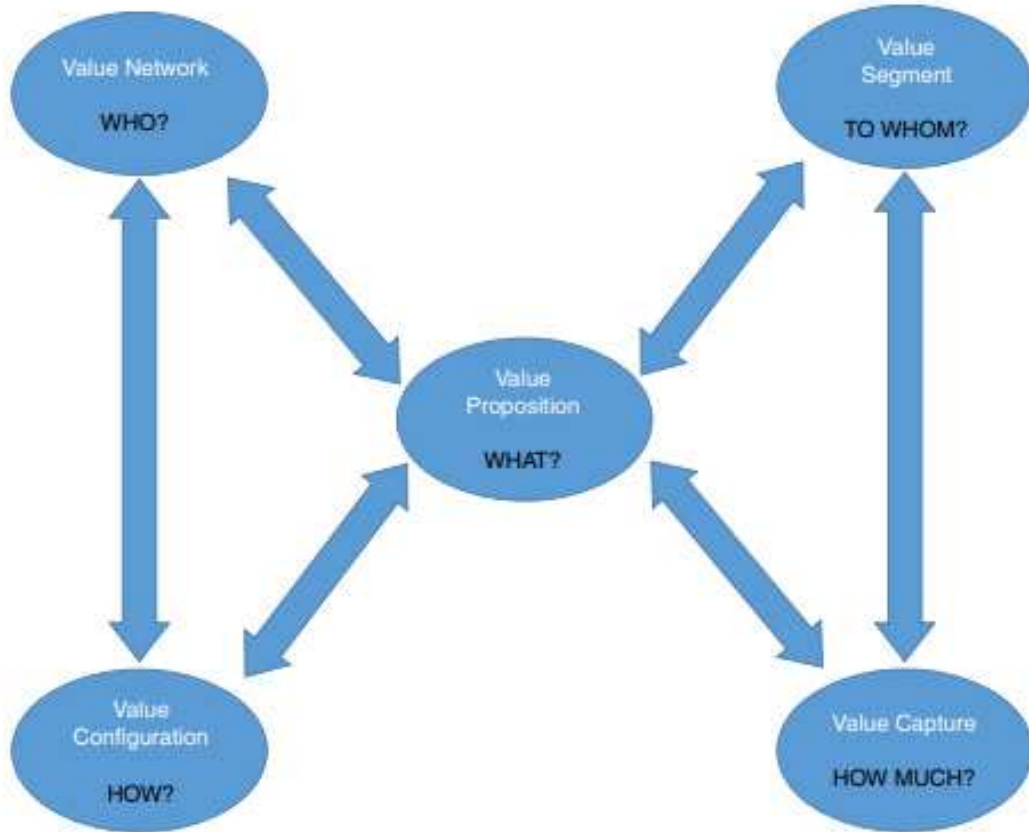 Value Network
WHO?
Value
Segment
TO WHOM?
Value
Proposition
WHAT?
Value
Configuration
HOW?
Value Capture
HOW MUCH?